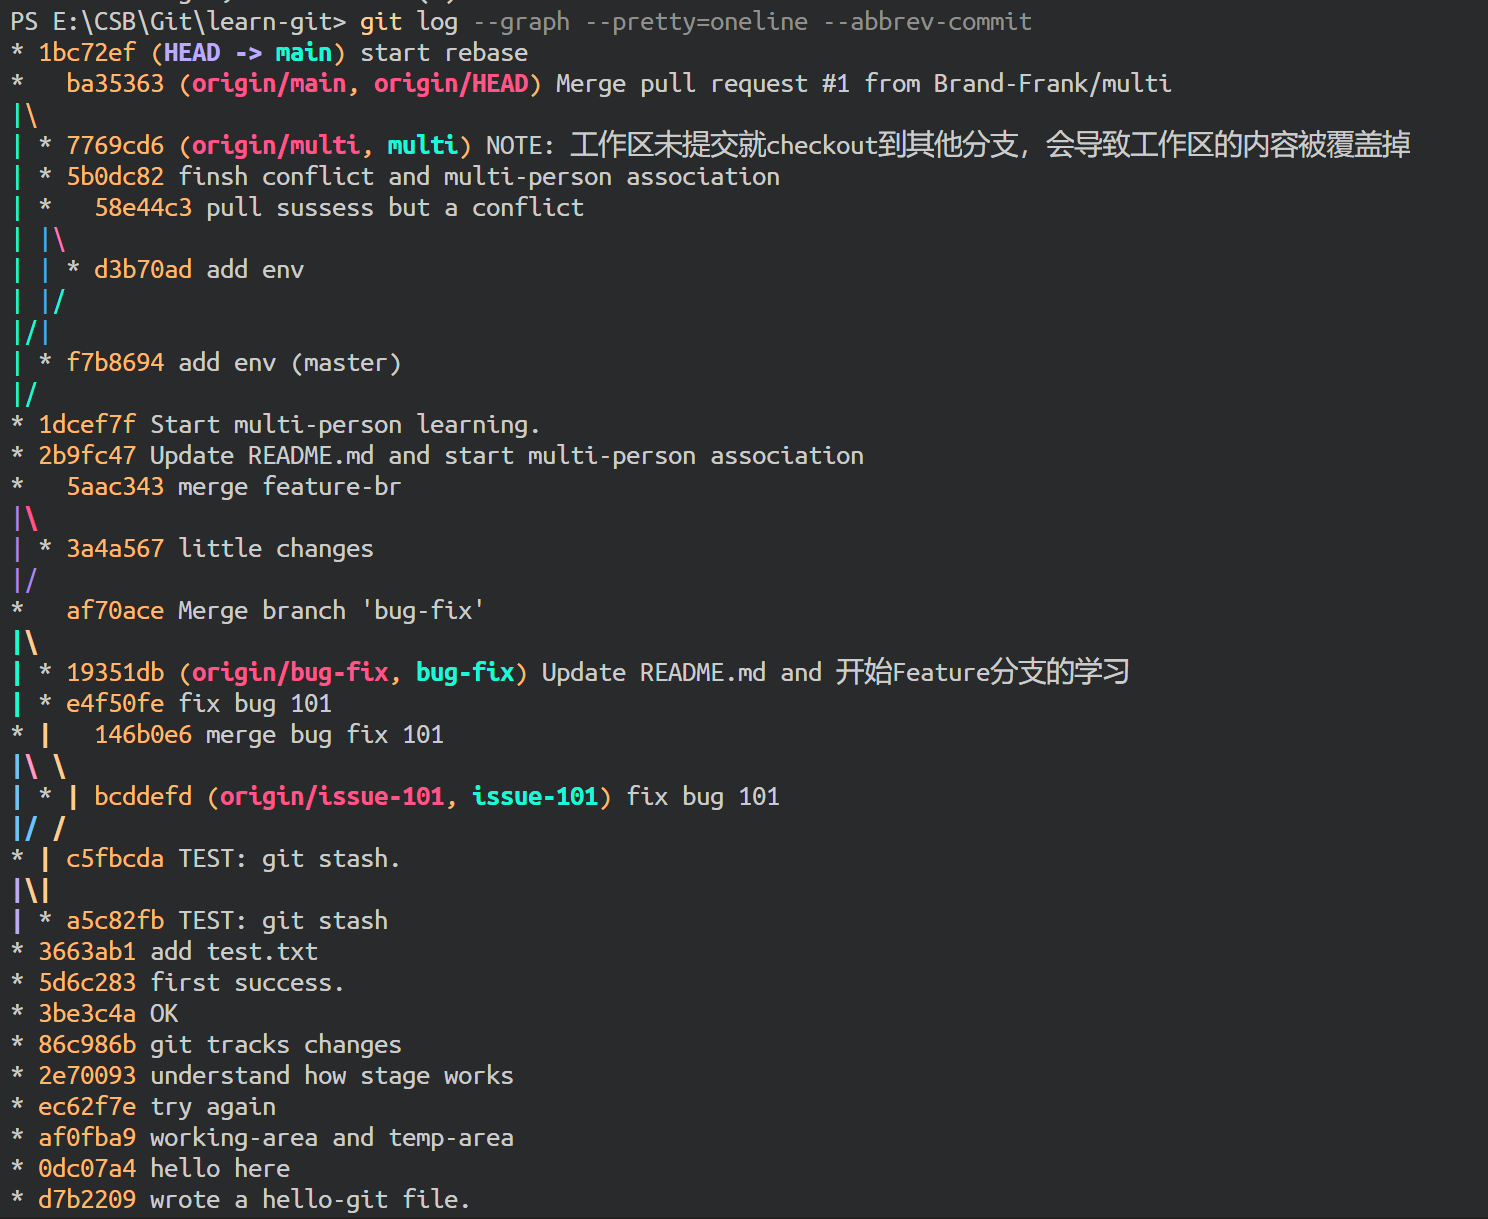 PS E:\CSB\Git\learn-git> git log --graph --pretty=oneline --abbrev-commit
* 1bc72ef (HEAD -> main) start rebase
*   ba35363 (origin/main, origin/HEAD) Merge pull request #1 from Brand-Frank/multi
|\
| * 7769cd6 (origin/multi, multi) NOTE: 工作区未提交就checkout到其他分支，会导致工作区的内容被覆盖掉
| * 5b0dc82 finsh conflict and multi-person association
| *   58e44c3 pull sussess but a conflict
| |\
| | * d3b70ad add env
| |/
|/|
| * f7b8694 add env (master)
|/
* 1dcef7f Start multi-person learning.
* 2b9fc47 Update README.md and start multi-person association
*   5aac343 merge feature-br
|\
| * 3a4a567 little changes
|/
*   af70ace Merge branch 'bug-fix'
|\
| * 19351db (origin/bug-fix, bug-fix) Update README.md and 开始Feature分支的学习
| * e4f50fe fix bug 101
* |   146b0e6 merge bug fix 101
|\ \
| * | bcddefd (origin/issue-101, issue-101) fix bug 101
|/ /
* | c5fbcda TEST: git stash.
|\|
| * a5c82fb TEST: git stash
* 3663ab1 add test.txt
* 5d6c283 first success.
* 3be3c4a OK
* 86c986b git tracks changes
* 2e70093 understand how stage works
* ec62f7e try again
* af0fba9 working-area and temp-area
* 0dc07a4 hello here
* d7b2209 wrote a hello-git file.